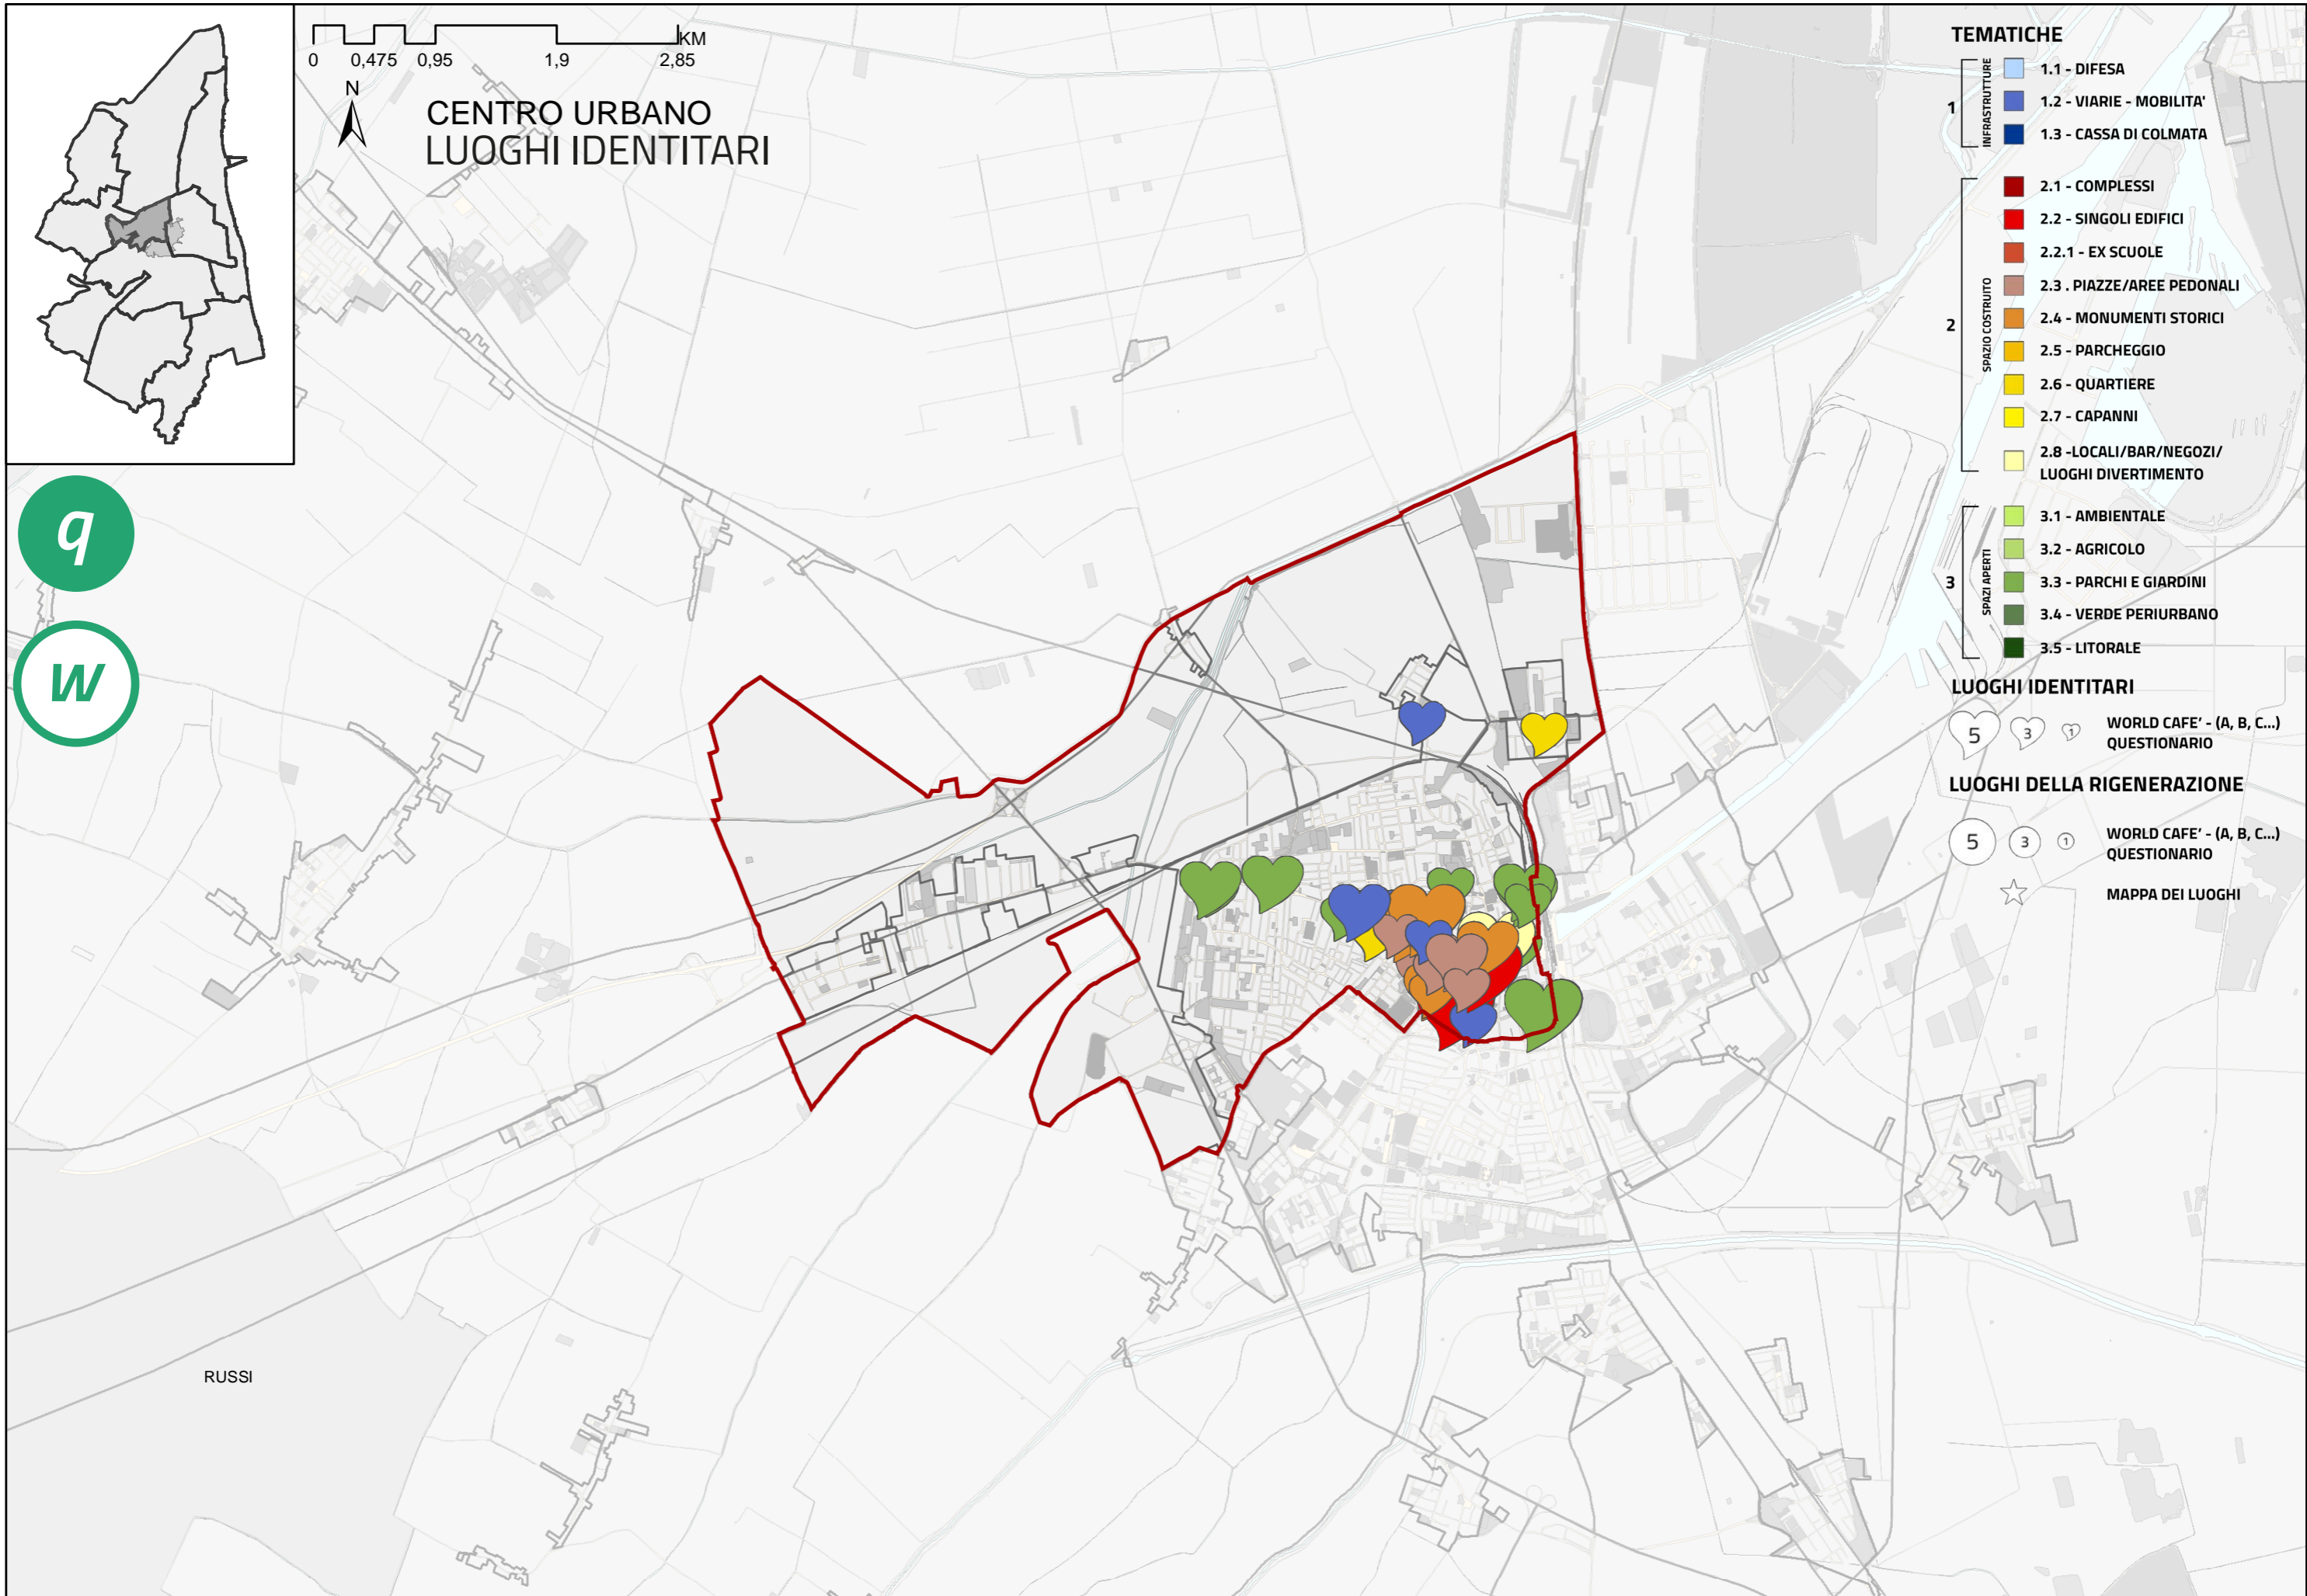 KM
0 0,475 0,95 1,9 2,85
N
CENTRO URBANO
LUOGHI IDENTITARI
q
w
RUSSI
TEMATICHE
1
INFRASTRUTTURE
1.1 - DIFESA
1.2 - VIARIE - MOBILITA'
1.3 - CASSA DI COLMATA
2
SPAZIO COSTRUITO
2.1 - COMPLESSI
2.2 - SINGOLI EDIFICI
2.2.1 - EX SCUOLE
2.3 . PIAZZE/AREE PEDONALI
2.4 - MONUMENTI STORICI
2.5 - PARCHEGGIO
2.6 - QUARTIERE
2.7 - CAPANNI
2.8 -LOCALI/BAR/NEGOZI/
LUOGHI DIVERTIMENTO
3
SPAZI APERTI
3.1 - AMBIENTALE
3.2 - AGRICOLO
3.3 - PARCHI E GIARDINI
3.4 - VERDE PERIURBANO
3.5 - LITORALE
LUOGHI IDENTITARI
5 3 1
WORLD CAFE' - (A, B, C...)
QUESTIONARIO
LUOGHI DELLA RIGENERAZIONE
5 3 1
WORLD CAFE' - (A, B, C...)
QUESTIONARIO
MAPPA DEI LUOGHI